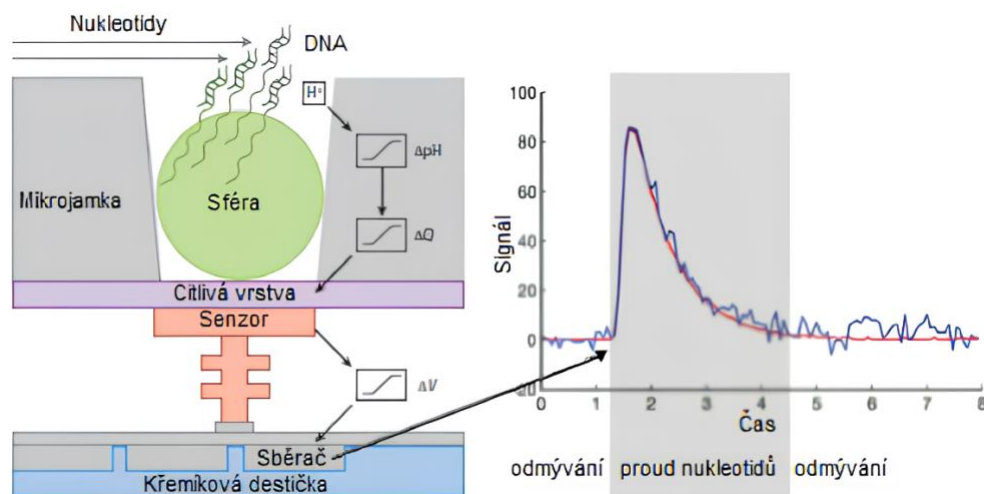 Nukleotidy
DNA
H⁺
ΔpH
Mikrojamka
Sféra
ΔQ
Citlivá vrstva
Senzor
ΔV
Sběrač
Křemíková destička
Signál
100
80
60
40
20
0
20
0 1 2 3 4 5 6 7 8
Čas
odmývání proud nukleotidů odmývání